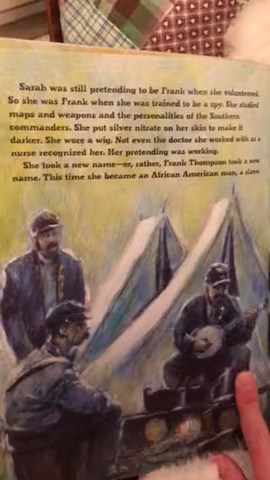 Sarah was still pretending to be Frank when she volunteered.
So she was Frank when she was trained to be a spy. She studied
maps and weapons and the personalities of the Southern
commanders. She put silver nitrate on her skin to make it
darker. She wore a wig. Not even the doctor she worked with as a
nurse recognized her. Her pretending was working.
She took a new name—or, rather, Frank Thompson took a new
name. This time she became an African American man, a slave